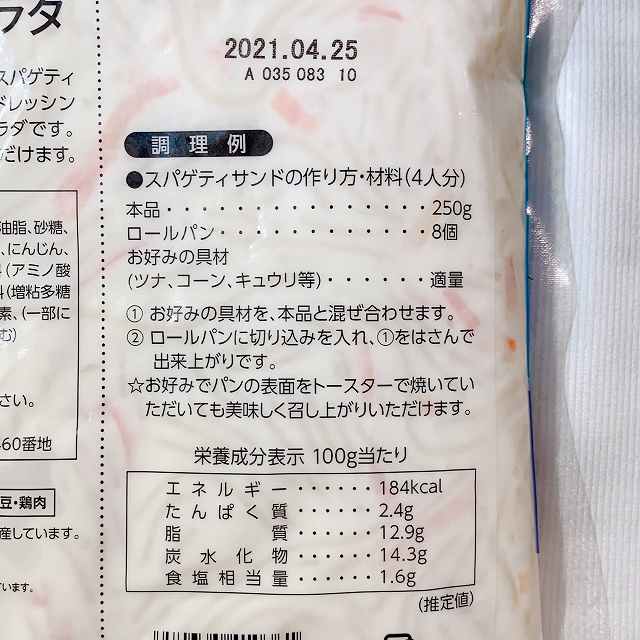 ラダ
スパゲティ
ドレッシン
ラダです。
だけます。
油脂、砂糖、
、にんじん、
（アミノ酸
（増粘多糖
素、（一部に
む）
さい。
460番地
豆・鶏肉
産しています。
ています。
2021.04.25
A 035 083 10
調理例
●スパゲティサンドの作り方・材料（4人分）
本品・・・・・・・・・・・・・・・・250g
ロールパン・・・・・・・・・・・・・8個
お好みの具材
（ツナ、コーン、キュウリ等）・・・・・・適量
① お好みの具材を、本品と混ぜ合わせます。
② ロールパンに切り込みを入れ、①をはさんで
出来上がりです。
☆お好みでパンの表面をトースターで焼いてい
ただいても美味しく召し上がりいただけます。
栄養成分表示 100g当たり
エネルギー・・・・・・184kcal
たんぱく質・・・・・・2.4g
脂質・・・・・・12.9g
炭水化物・・・・・・14.3g
食塩相当量・・・・・・1.6g
（推定値）